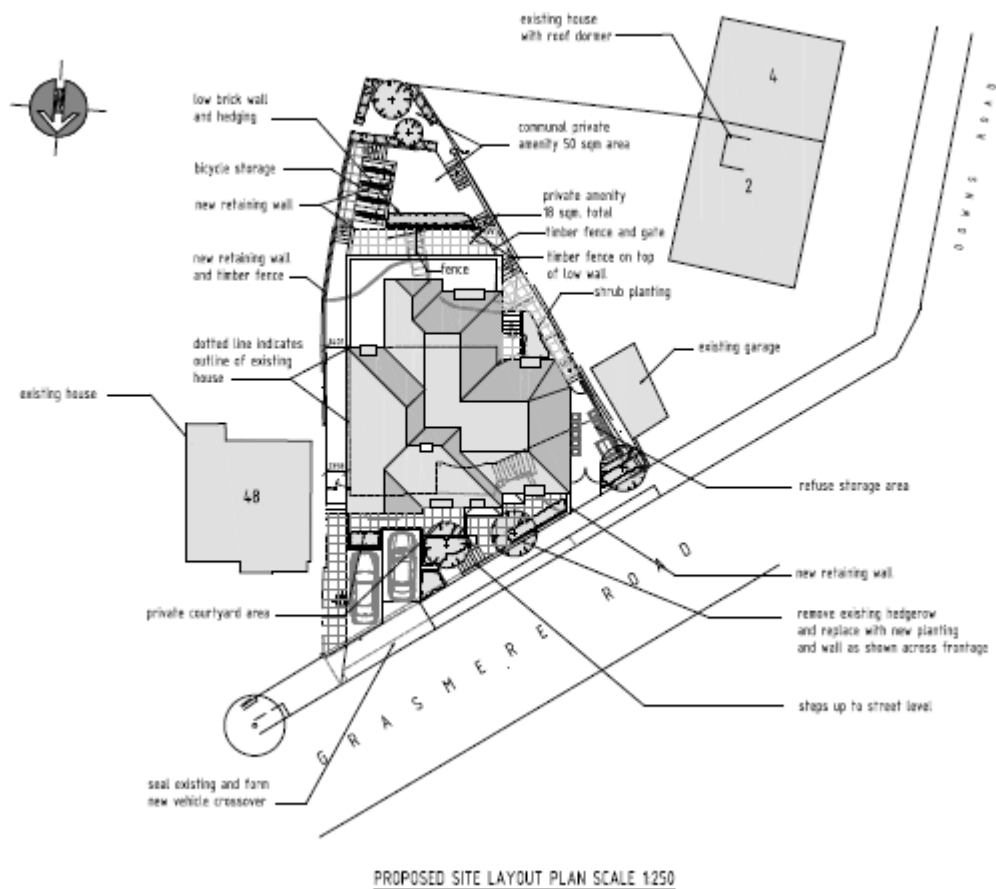 existing house
with roof dormer
4
low brick wall
and hedging
communal private
amenity 50 sqm area
DOWNS ROAD
bicycle storage
2
private amenity
18 sqm. total
new retaining wall
timber fence and gate
new retaining wall
and timber fence
timber fence on top
of low wall
fence
shrub planting
dotted line indicates
outline of existing
house
existing garage
existing house
48
refuse storage area
new retaining wall
private courtyard area
remove existing hedgerow
and replace with new planting
and wall as shown across frontage
GRASMERE ROAD
steps up to street level
seal existing and form
new vehicle crossover
PROPOSED SITE LAYOUT PLAN SCALE 1:250